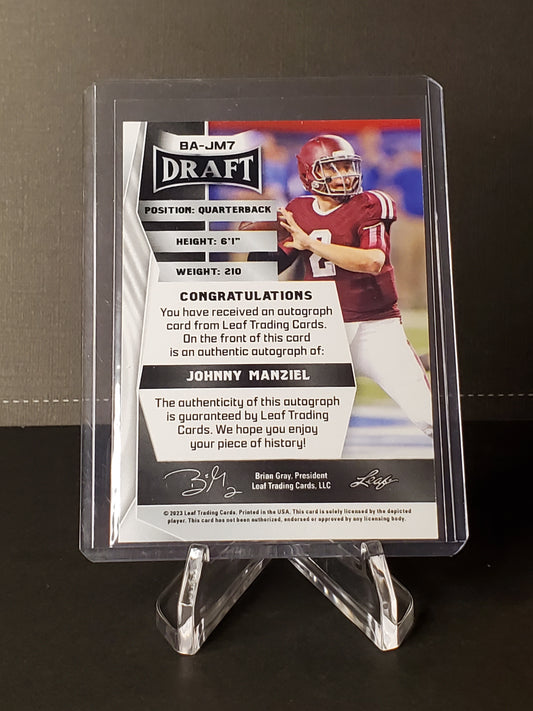 BA-JM7
DRAFT
POSITION: QUARTERBACK
HEIGHT: 6'1"
WEIGHT: 210
CONGRATULATIONS
You have received an autograph
card from Leaf Trading Cards.
On the front of this card
is an authentic autograph of:
JOHNNY MANZIEL
The authenticity of this autograph
is guaranteed by Leaf Trading
Cards. We hope you enjoy
your piece of history!
Brian Gray, President
Leaf Trading Cards, LLC
Leaf
© 2023 Leaf Trading Cards. Printed in the USA. This card is solely licensed by the depicted
player. This card has not been authorized, endorsed or approved by any licensing body.
2